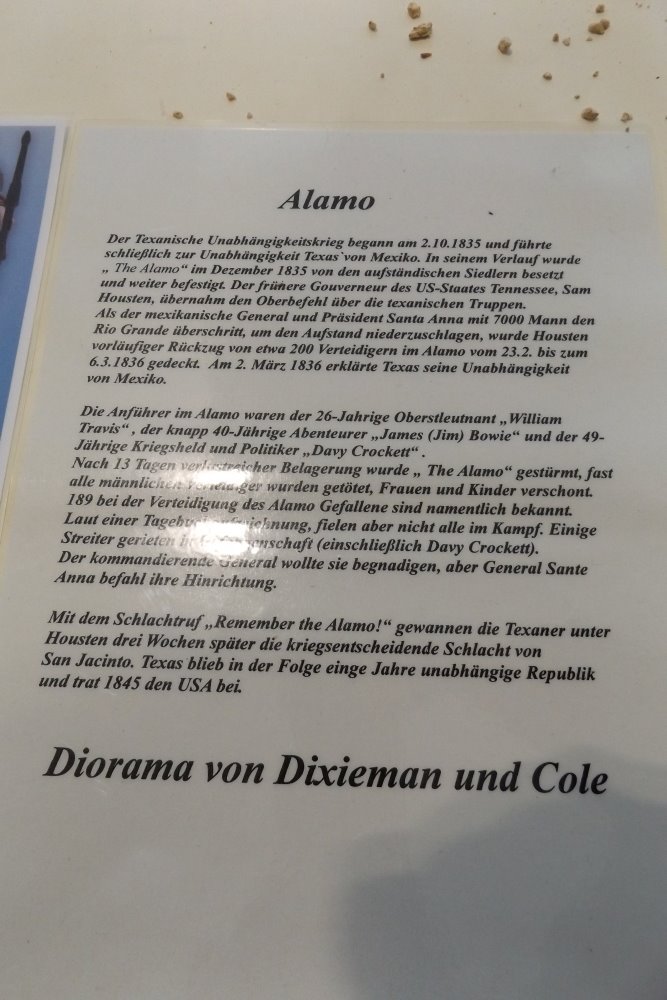 Alamo
Der Texanische Unabhängigkeitskrieg begann am 2.10.1835 und führte
schließlich zur Unabhängigkeit Texas`von Mexiko. In seinem Verlauf wurde
„ The Alamo“ im Dezember 1835 von den aufständischen Siedlern besetzt
und weiter befestigt. Der frühere Gouverneur des US-Staates Tennessee, Sam
Houston, übernahm den Oberbefehl über die texanischen Truppen.
Als der mexikanische General und Präsident Santa Anna mit 7000 Mann den
Rio Grande überschritt, um den Aufstand niederzuschlagen, wurde Houstens
vorläufiger Rückzug von etwa 200 Verteidigern im Alamo vom 23.2. bis zum
6.3.1836 gedeckt. Am 2. März 1836 erklärte Texas seine Unabhängigkeit
von Mexiko.
Die Anführer im Alamo waren der 26-Jahrige Oberstleutnant „William
Travis“ , der knapp 40-Jährige Abenteurer „James (Jim) Bowie“ und der 49-
Jährige Kriegsheld und Politiker „Davy Crockett“ .
Nach 13 Tagen verlustreicher Belagerung wurde „ The Alamo“ gestürmt, fast
alle männlichen Verteidiger wurden getötet, Frauen und Kinder verschont.
189 bei der Verteidigung des Alamo Gefallene sind namentlich bekannt.
Laut einer fielen aber nicht alle im Kampf. Einige
Streiter gerieten in (einschließlich Davy Crockett).
Der kommandierende General wollte sie begnadigen, aber General Sante
Anna befahl ihre Hinrichtung.
Mit dem Schlachtruf „Remember the Alamo!“ gewannen die Texaner unter
Housten drei Wochen später die kriegsentscheidende Schlacht von
San Jacinto. Texas blieb in der Folge einge Jahre unabhängige Republik
und trat 1845 den USA bei.
Diorama von Dixieman und Cole